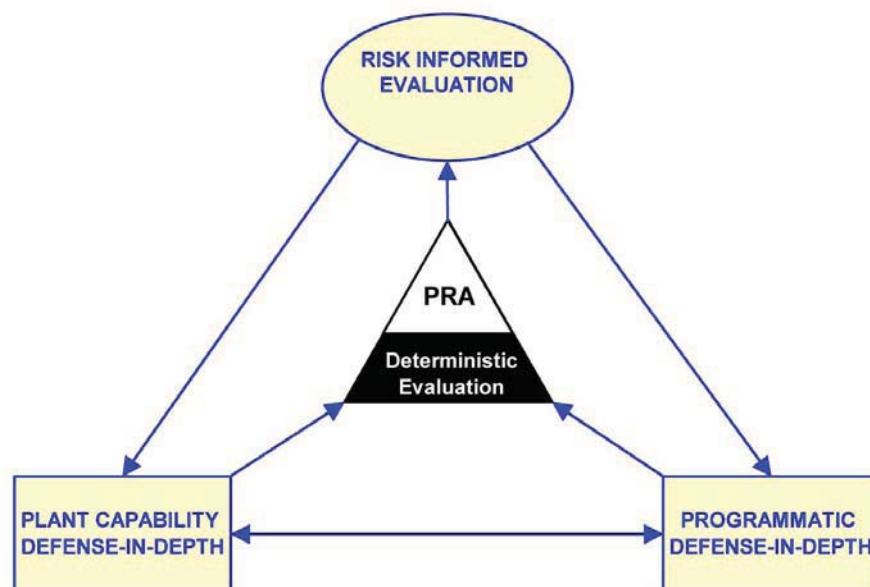 RISK INFORMED
EVALUATION
PRA
Deterministic
Evaluation
PLANT CAPABILITY
DEFENSE-IN-DEPTH
PROGRAMMATIC
DEFENSE-IN-DEPTH